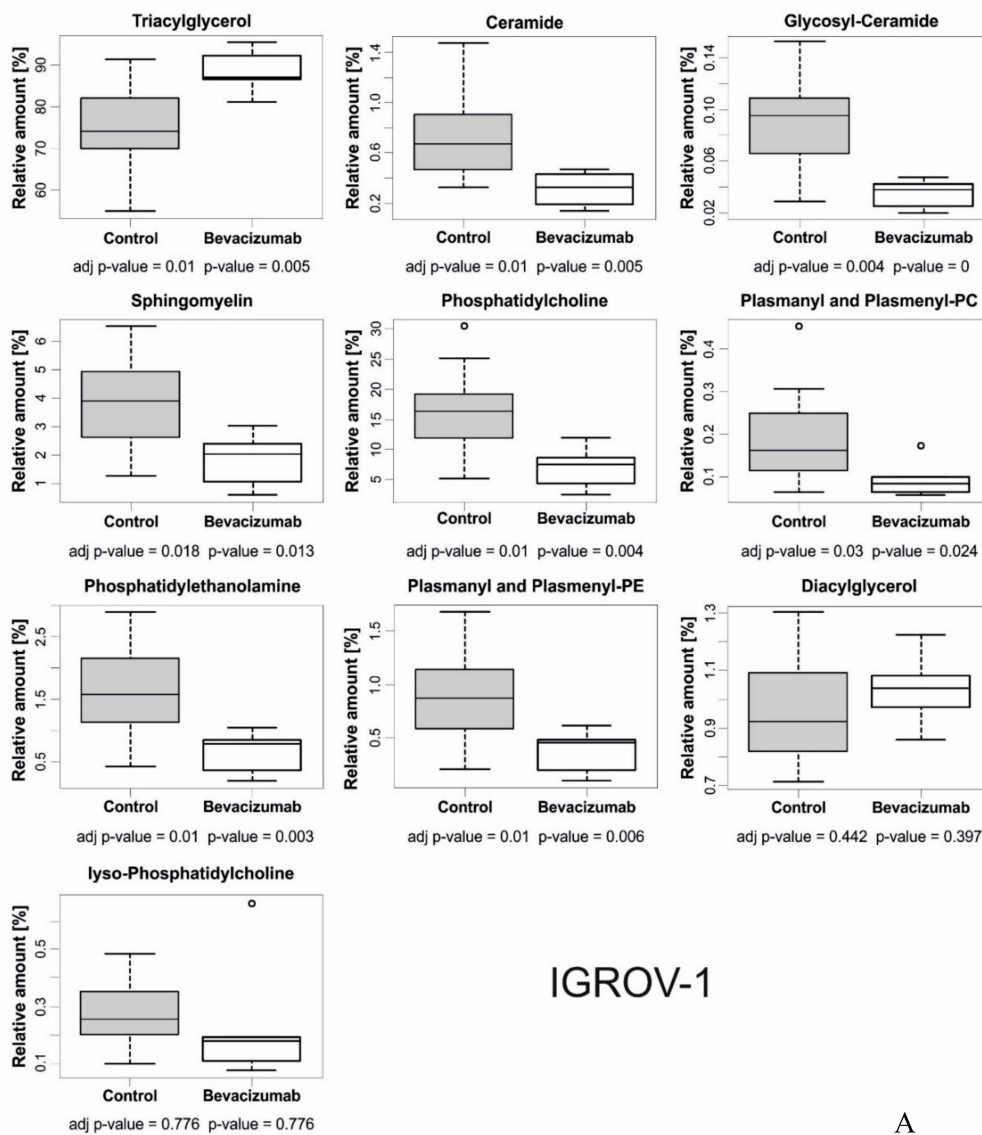 Triacylglycerol
Relative amount [%]
60 70 80 90
Control Bevacizumab
adj p-value = 0.01 p-value = 0.005
Ceramide
Relative amount [%]
0.2 0.6 1.0 1.4
Control Bevacizumab
adj p-value = 0.01 p-value = 0.005
Glycosyl-Ceramide
Relative amount [%]
0.02 0.06 0.10 0.14
Control Bevacizumab
adj p-value = 0.004 p-value = 0
Sphingomyelin
Relative amount [%]
1 2 3 4 5 6
Control Bevacizumab
adj p-value = 0.018 p-value = 0.013
Phosphatidylcholine
Relative amount [%]
5 10 15 20 25 30
Control Bevacizumab
adj p-value = 0.01 p-value = 0.004
Plasmanyl and Plasmenyl-PC
Relative amount [%]
0.1 0.2 0.3 0.4
Control Bevacizumab
adj p-value = 0.03 p-value = 0.024
Phosphatidylethanolamine
Relative amount [%]
0.5 1.5 2.5
Control Bevacizumab
adj p-value = 0.01 p-value = 0.003
Plasmanyl and Plasmenyl-PE
Relative amount [%]
0.5 1.0 1.5
Control Bevacizumab
adj p-value = 0.01 p-value = 0.006
Diacylglycerol
Relative amount [%]
0.7 0.9 1.1 1.3
Control Bevacizumab
adj p-value = 0.442 p-value = 0.397
lyso-Phosphatidylcholine
Relative amount [%]
0.1 0.3 0.5
Control Bevacizumab
adj p-value = 0.776 p-value = 0.776
IGROV-1
A